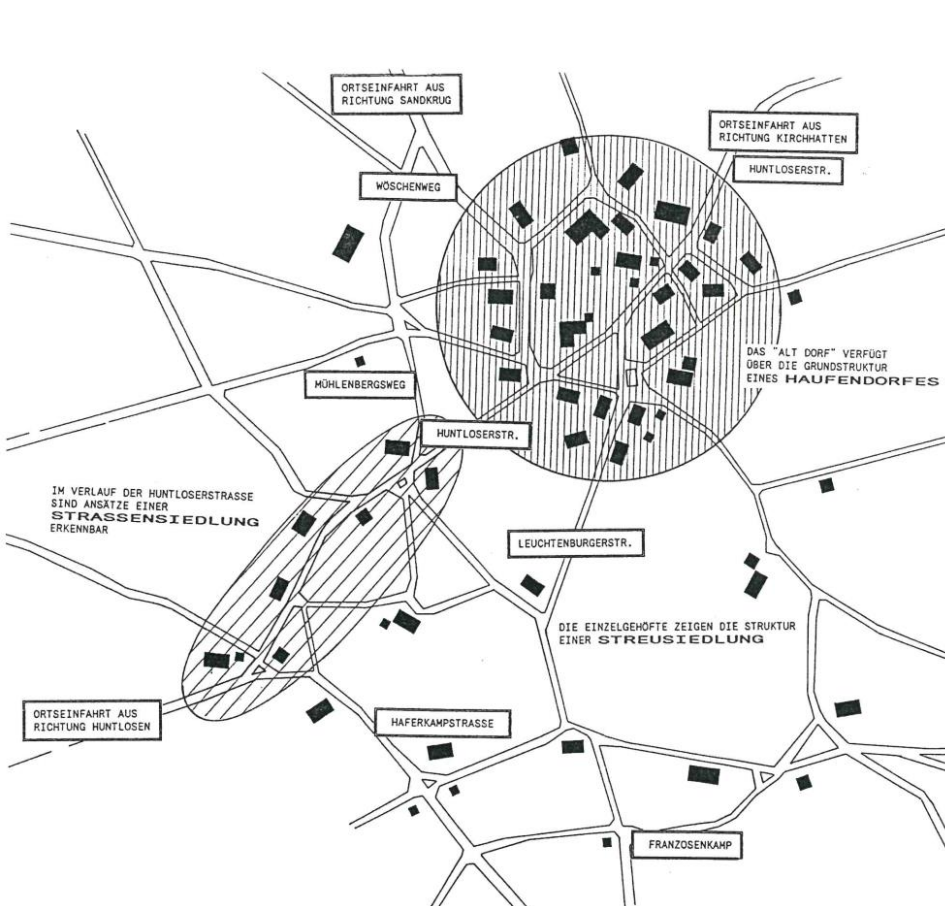 ORTSEINFAHRT AUS
RICHTUNG SANDKRUG
ORTSEINFAHRT AUS
RICHTUNG KIRCHHATTEN
HUNTLOSERSTR.
WÖSCHENWEG
DAS "ALT DORF" VERFÜGT
ÜBER DIE GRUNDSTRUKTUR
EINES HAUFENDORFES
MÜHLENBERGSWEG
HUNTLOSERSTR.
IM VERLAUF DER HUNTLOSERSTRASSE
SIND ANSÄTZE EINER
STRASSENSIEDLUNG
ERKENNBAR
LEUCHTENBURGERSTR.
DIE EINZELGEHÖFTE ZEIGEN DIE STRUKTUR
EINER STREUSIEDLUNG
ORTSEINFAHRT AUS
RICHTUNG HUNTLOSEN
HAFERKAMPSTRASSE
FRANZOSENKAMP